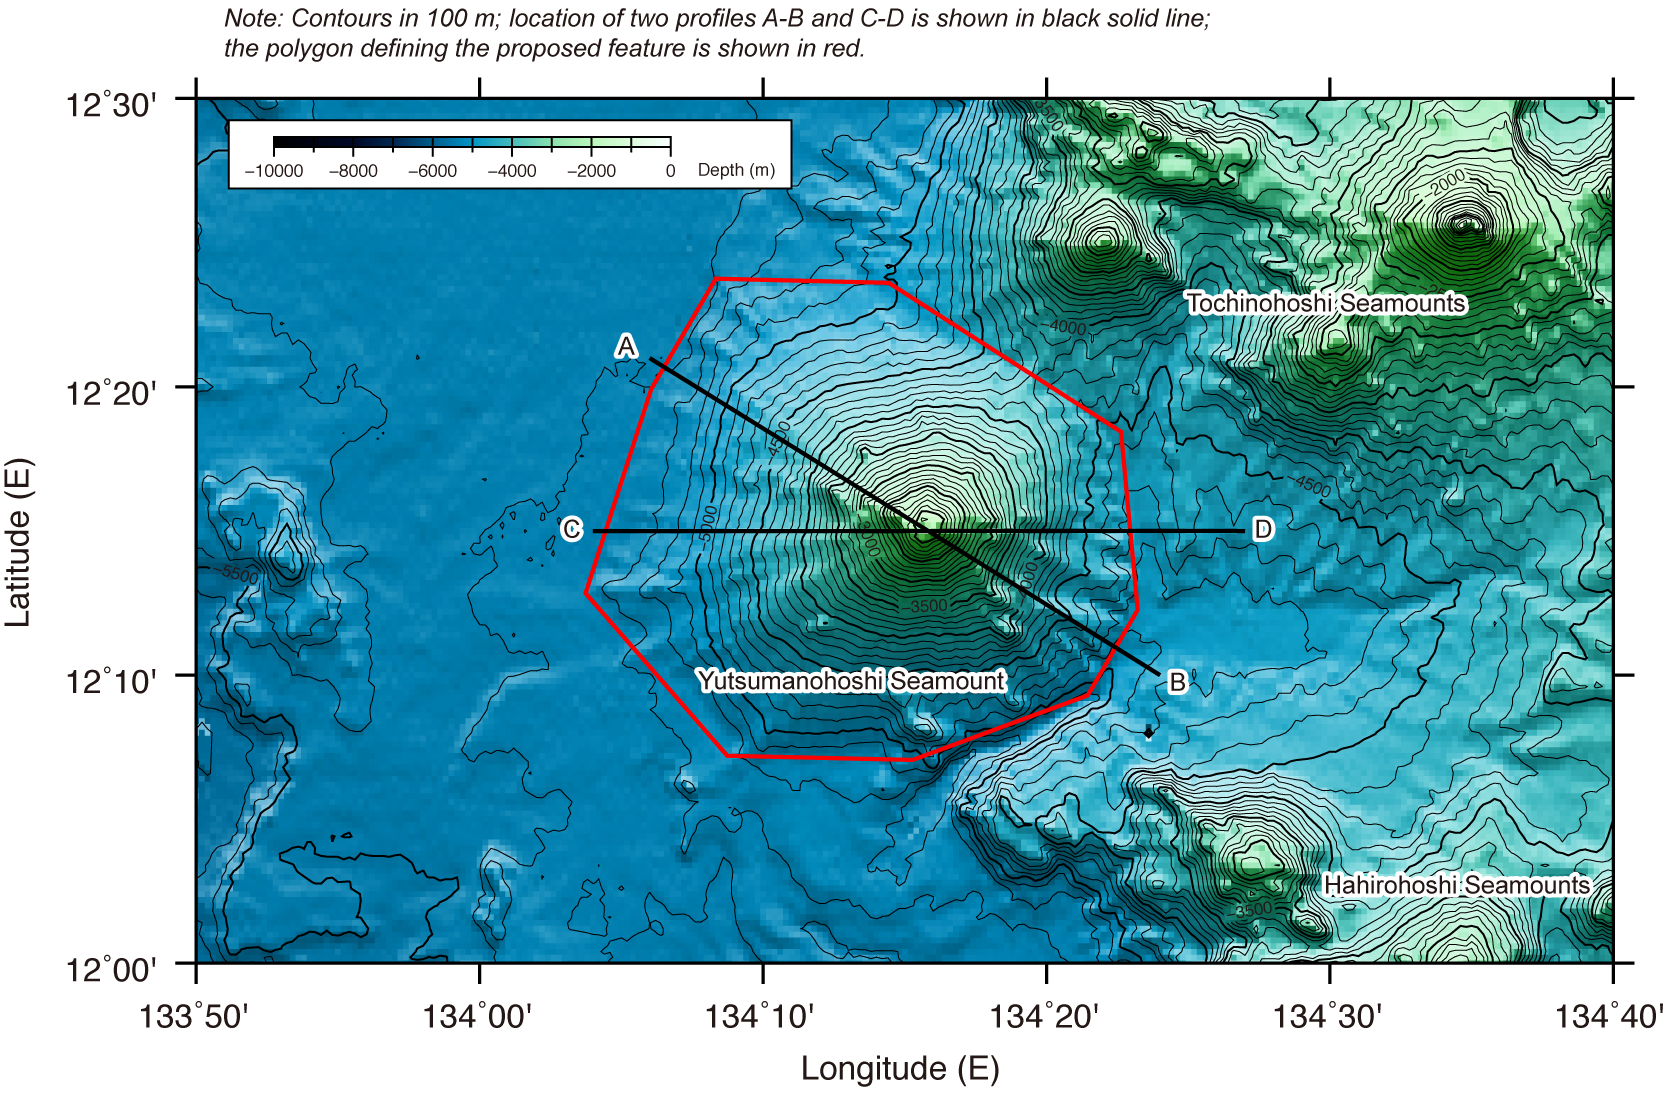 Note: Contours in 100 m; location of two profiles A-B and C-D is shown in black solid line;
the polygon defining the proposed feature is shown in red.
12°30'
−10000 −8000 −6000 −4000 −2000 0 Depth (m)
3500
−2000
Tochinohoshi Seamounts
−4000
A
12°20'
4500
−4500
−5000
C
D
−5500
−3500
Latitude (E)
12°10'
Yutsumanohoshi Seamount
B
Hahirohoshi Seamounts
−3500
12°00'
133°50' 134°00' 134°10' 134°20' 134°30' 134°40'
Longitude (E)